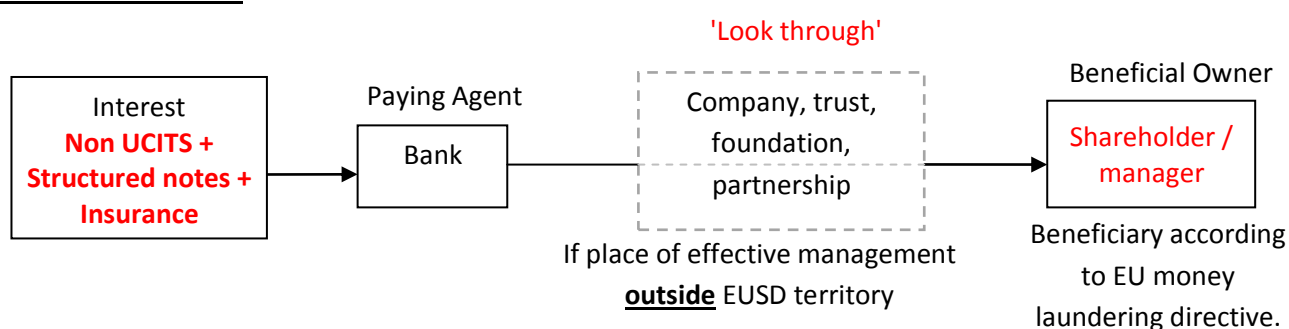 'Look through'
Interest
Non UCITS +
Structured notes +
Insurance
Paying Agent
Bank
Company, trust,
foundation,
partnership
If place of effective management
outside EUSD territory
Beneficial Owner
Shareholder /
manager
Beneficiary according
to EU money
laundering directive.